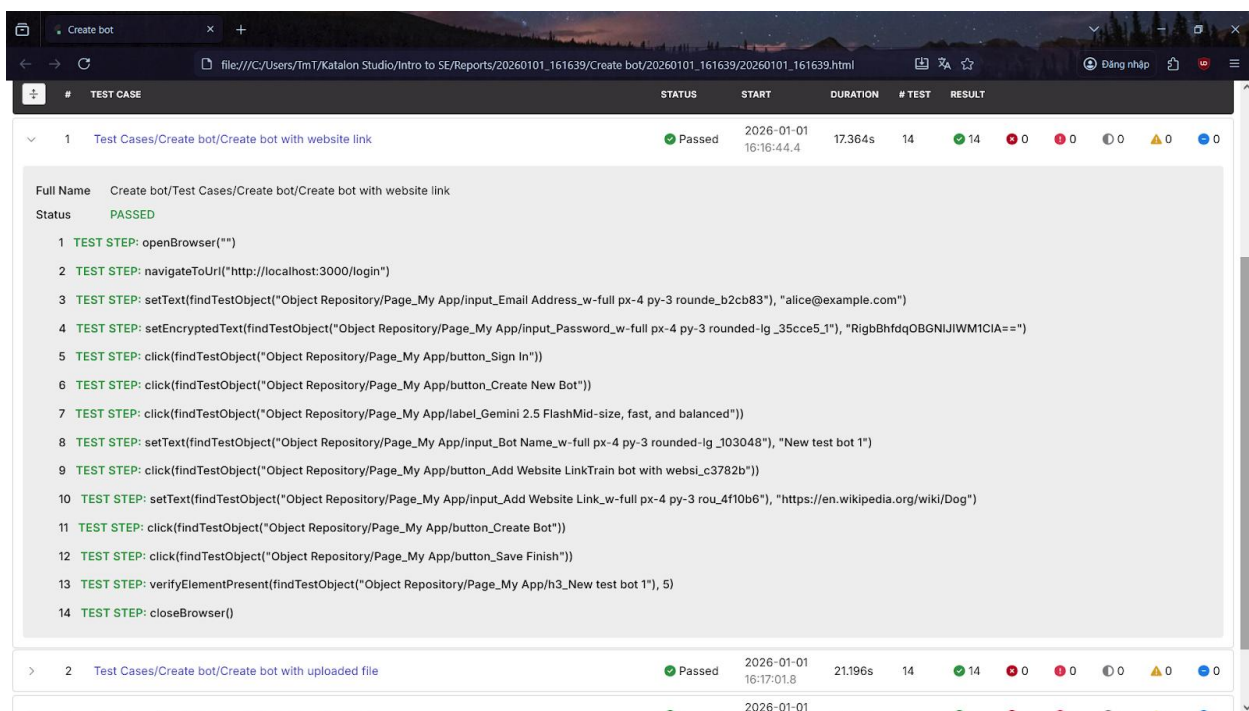 Create bot
file:///C:/Users/TmT/Katalon Studio/Intro to SE/Reports/20260101_161639/Create bot/20260101_161639/20260101_161639.html
Đăng nhập
# TEST CASE STATUS START DURATION # TEST RESULT
1 Test Cases/Create bot/Create bot with website link Passed 2026-01-01 16:16:44.4 17.364s 14 14 0 0 0 0 0
Full Name Create bot/Test Cases/Create bot/Create bot with website link
Status PASSED
1 TEST STEP: openBrowser("")
2 TEST STEP: navigateToUrl("http://localhost:3000/login")
3 TEST STEP: setText(findTestObject("Object Repository/Page_My App/input_Email Address_w-full px-4 py-3 rounde_b2cb83"), "alice@example.com")
4 TEST STEP: setEncryptedText(findTestObject("Object Repository/Page_My App/input_Password_w-full px-4 py-3 rounded-lg _35cce5_1"), "RigbBhfdqOBGNIJIWM1CIA==")
5 TEST STEP: click(findTestObject("Object Repository/Page_My App/button_Sign In"))
6 TEST STEP: click(findTestObject("Object Repository/Page_My App/button_Create New Bot"))
7 TEST STEP: click(findTestObject("Object Repository/Page_My App/label_Gemini 2.5 FlashMid-size, fast, and balanced"))
8 TEST STEP: setText(findTestObject("Object Repository/Page_My App/input_Bot Name_w-full px-4 py-3 rounded-lg _103048"), "New test bot 1")
9 TEST STEP: click(findTestObject("Object Repository/Page_My App/button_Add Website LinkTrain bot with websi_c3782b"))
10 TEST STEP: setText(findTestObject("Object Repository/Page_My App/input_Add Website Link_w-full px-4 py-3 rou_4f10b6"), "https://en.wikipedia.org/wiki/Dog")
11 TEST STEP: click(findTestObject("Object Repository/Page_My App/button_Create Bot"))
12 TEST STEP: click(findTestObject("Object Repository/Page_My App/button_Save Finish"))
13 TEST STEP: verifyElementPresent(findTestObject("Object Repository/Page_My App/h3_New test bot 1"), 5)
14 TEST STEP: closeBrowser()
2 Test Cases/Create bot/Create bot with uploaded file Passed 2026-01-01 16:17:01.8 21.196s 14 14 0 0 0 0 0
2026-01-01